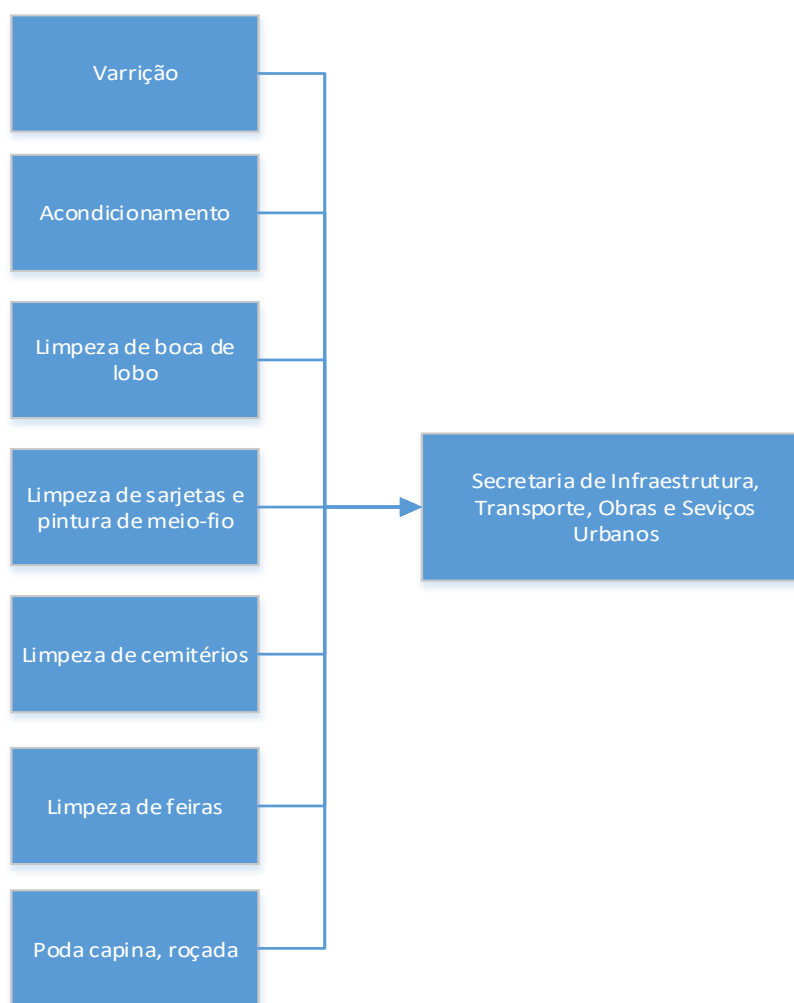 Varrição
Acondicionamento
Limpeza de boca de
lobo
Limpeza de sarjetas e
pintura de meio-fio
Secretaria de Infraestrutura,
Transporte, Obras e Seviços
Urbanos
Limpeza de cemitérios
Limpeza de feiras
Poda capina, roçada